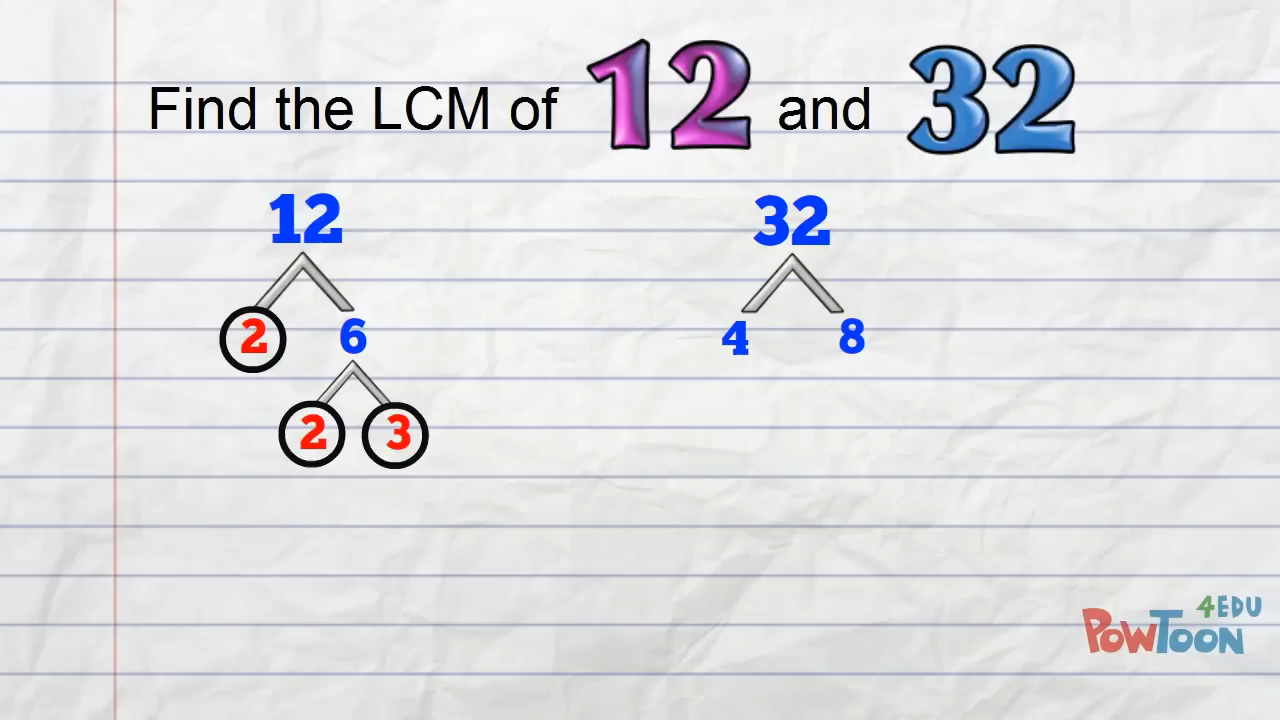 Find the LCM of 12 and 32
12 32
2 6 4 8
2 3
4EDU
PowToon